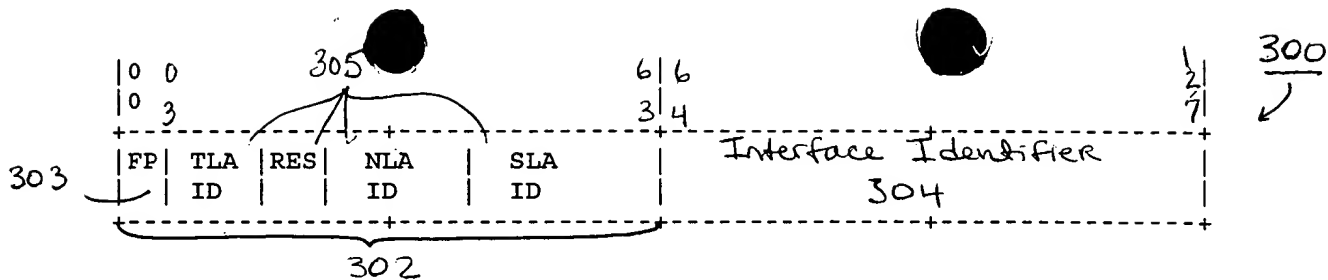 305 300
|0 0 6|6 1|
|0 3 3|4 2 7|
+-----------------------+-----------------------+-----------------------+-----------------------+
303 |FP| TLA |RES| NLA | SLA | Interface Identifier |
| | ID | | ID | ID | 304 |
+-----------------------+-----------------------+-----------------------+-----------------------+
302